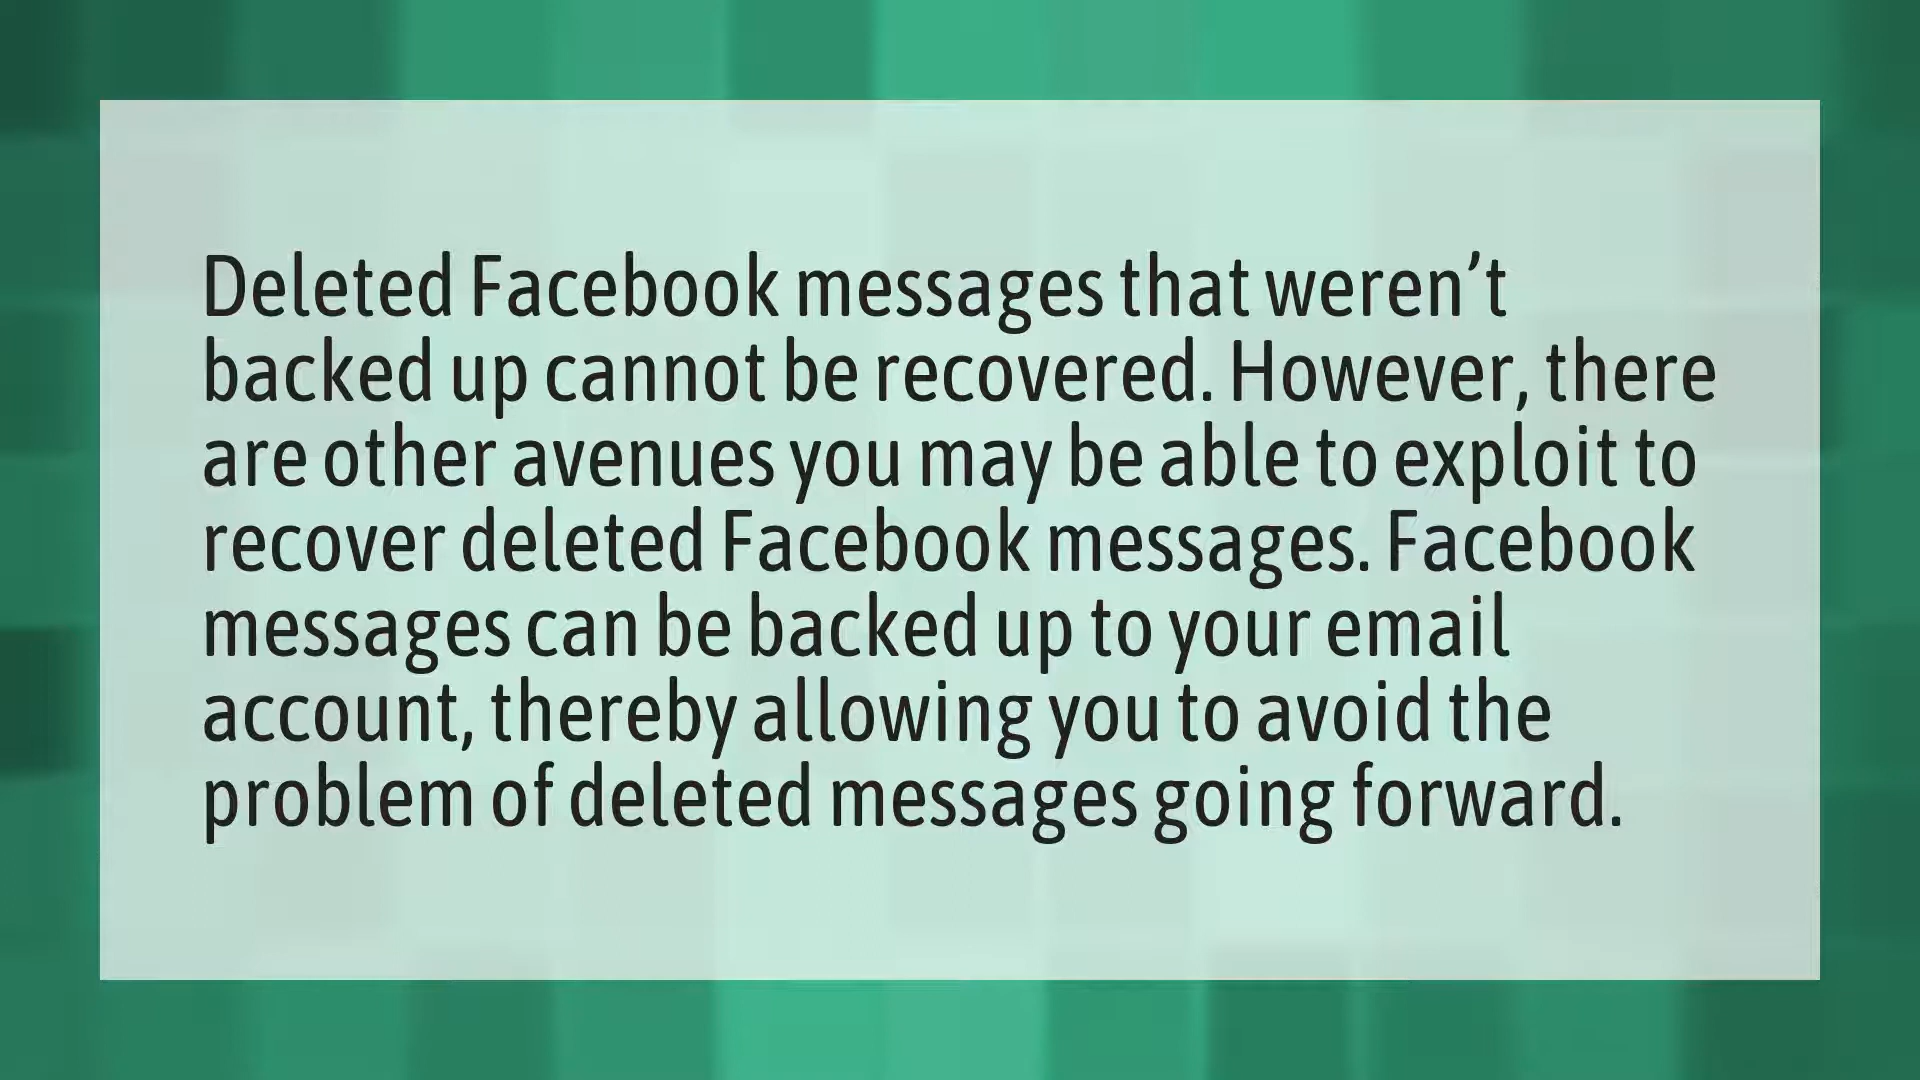 Deleted Facebook messages that weren’t
backed up cannot be recovered. However, there
are other avenues you may be able to exploit to
recover deleted Facebook messages. Facebook
messages can be backed up to your email
account, thereby allowing you to avoid the
problem of deleted messages going forward.